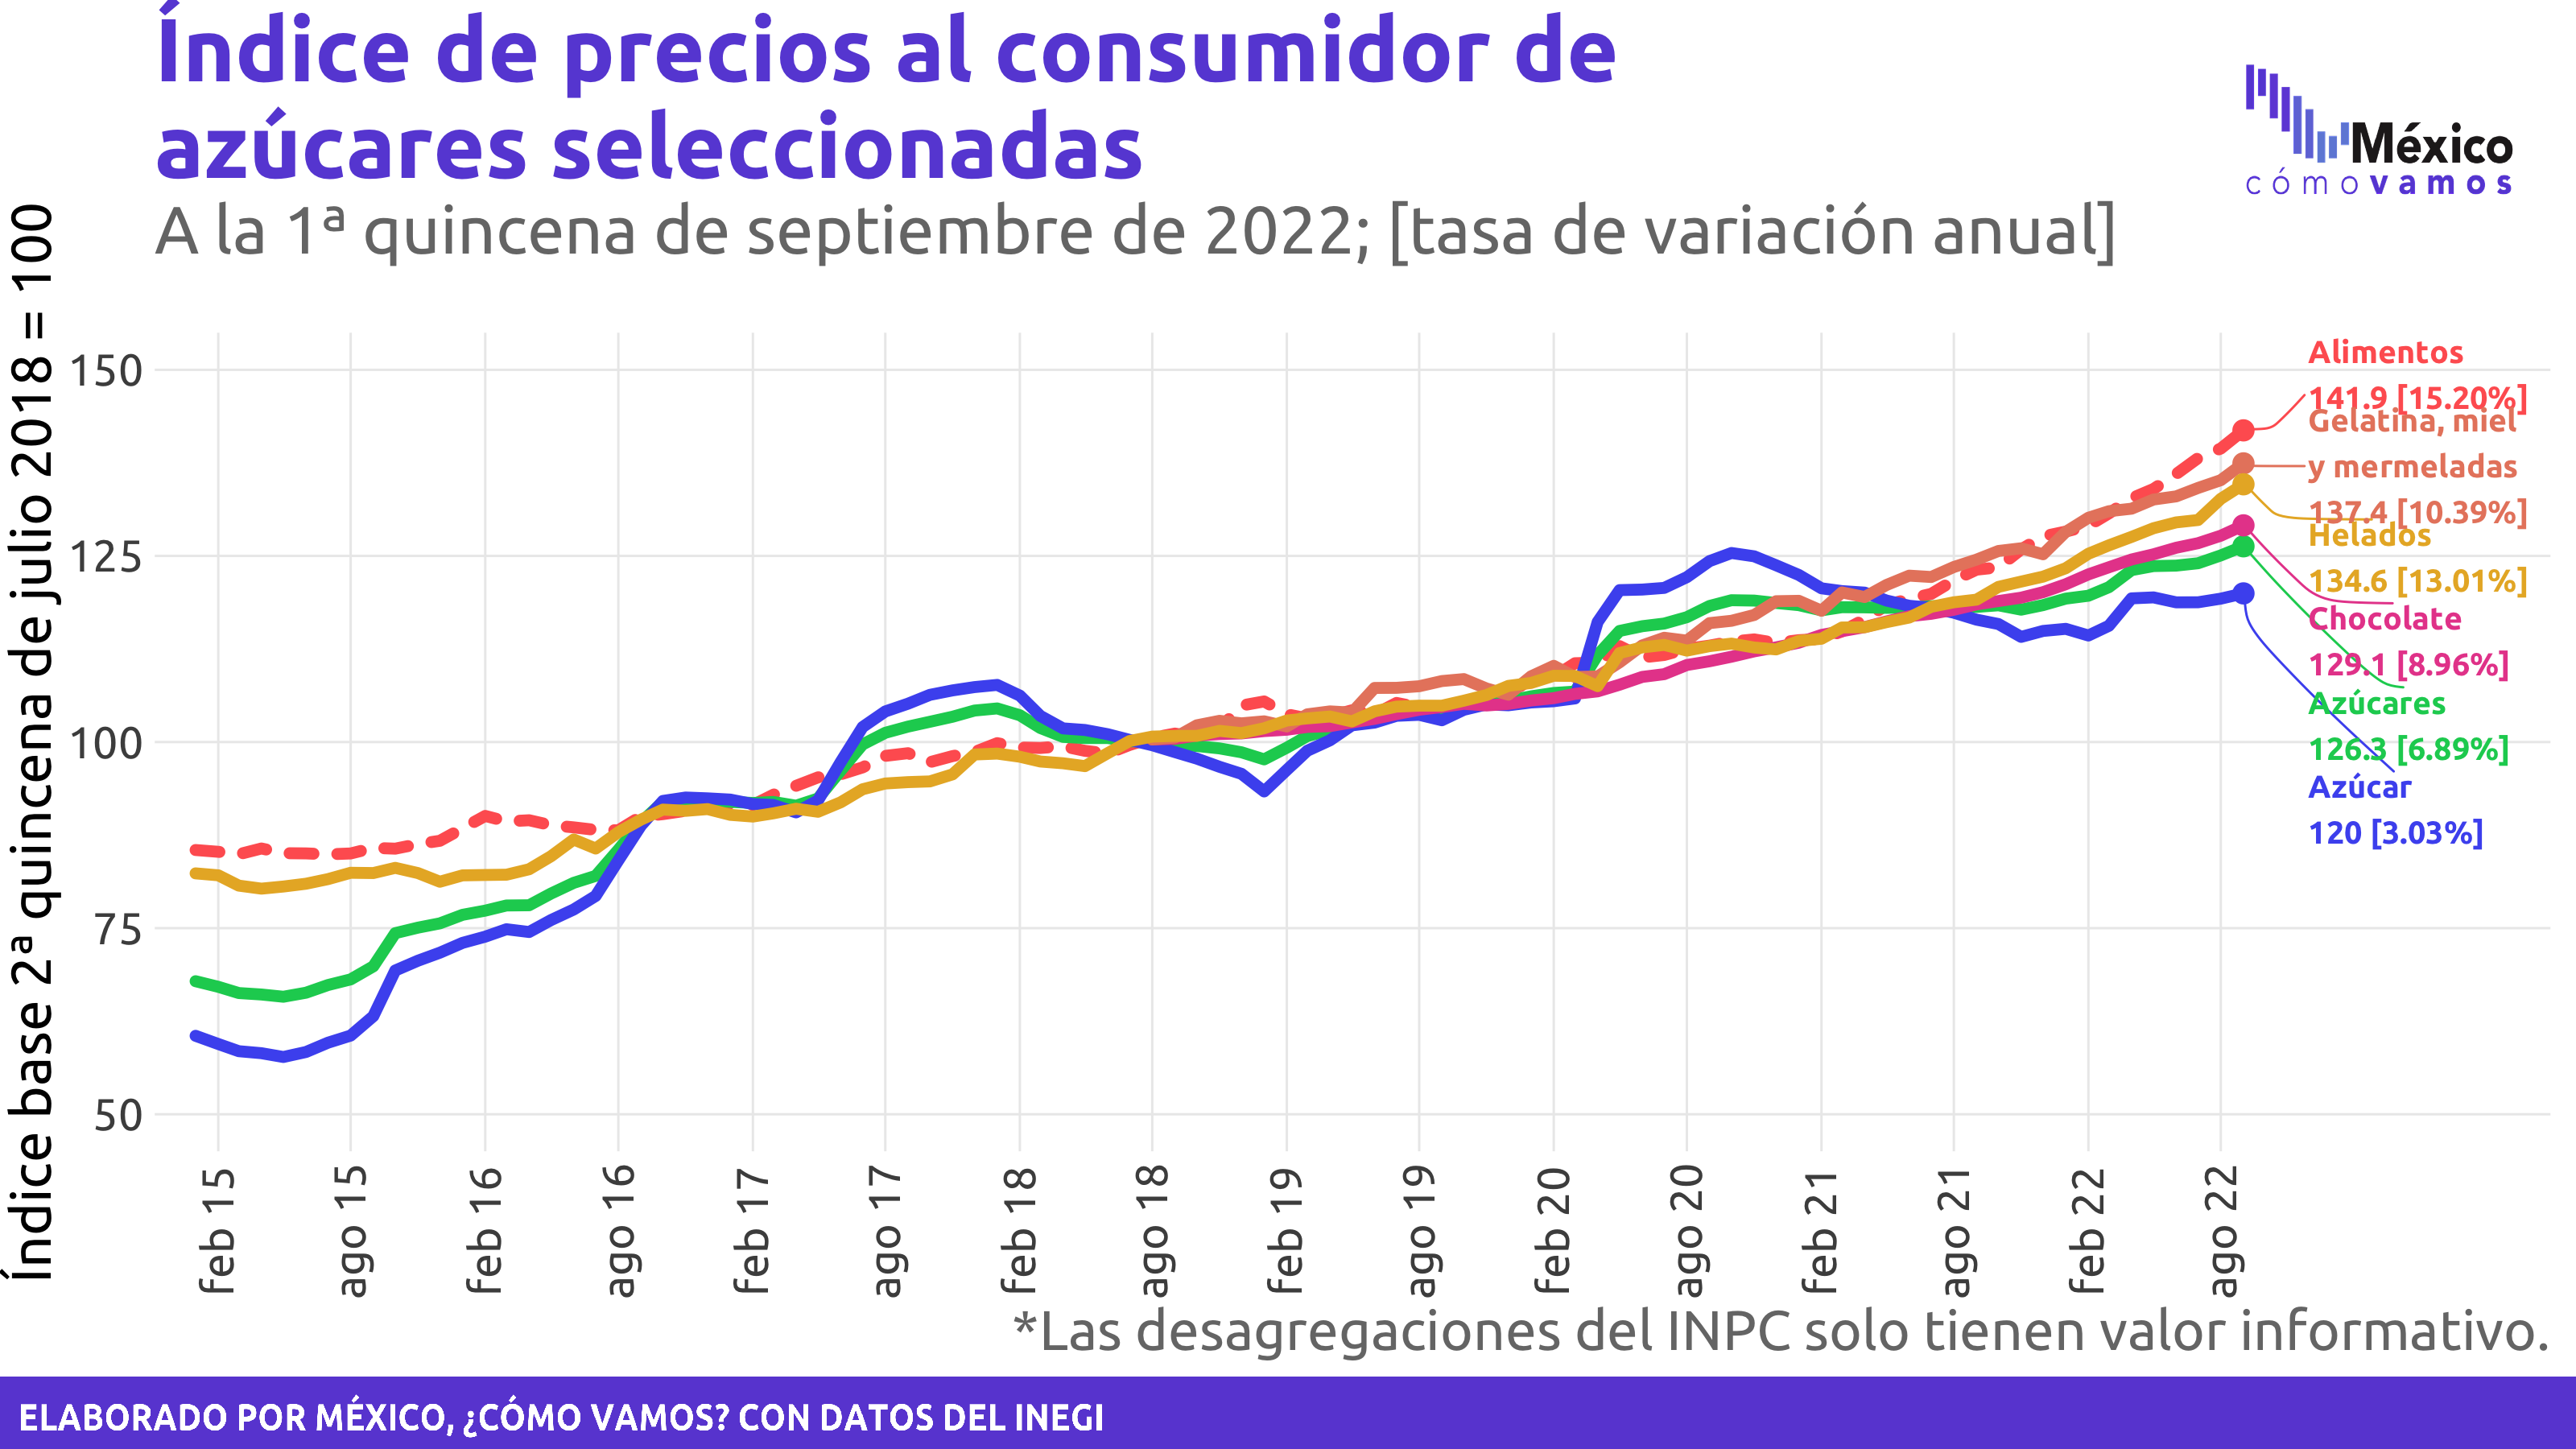 Índice de precios al consumidor de
azúcares seleccionadas
A la 1ª quincena de septiembre de 2022; [tasa de variación anual]
México
cómo vamos
Índice base 2ª quincena de julio 2018 = 100
150
125
100
75
50
Alimentos
141.9 [15.20%]
Gelatina, miel
y mermeladas
137.4 [10.39%]
Helados
134.6 [13.01%]
Chocolate
129.1 [8.96%]
Azúcares
126.3 [6.89%]
Azúcar
120 [3.03%]
feb 15
ago 15
feb 16
ago 16
feb 17
ago 17
feb 18
ago 18
feb 19
ago 19
feb 20
ago 20
feb 21
ago 21
feb 22
ago 22
*Las desagregaciones del INPC solo tienen valor informativo.
ELABORADO POR MÉXICO, ¿CÓMO VAMOS? CON DATOS DEL INEGI